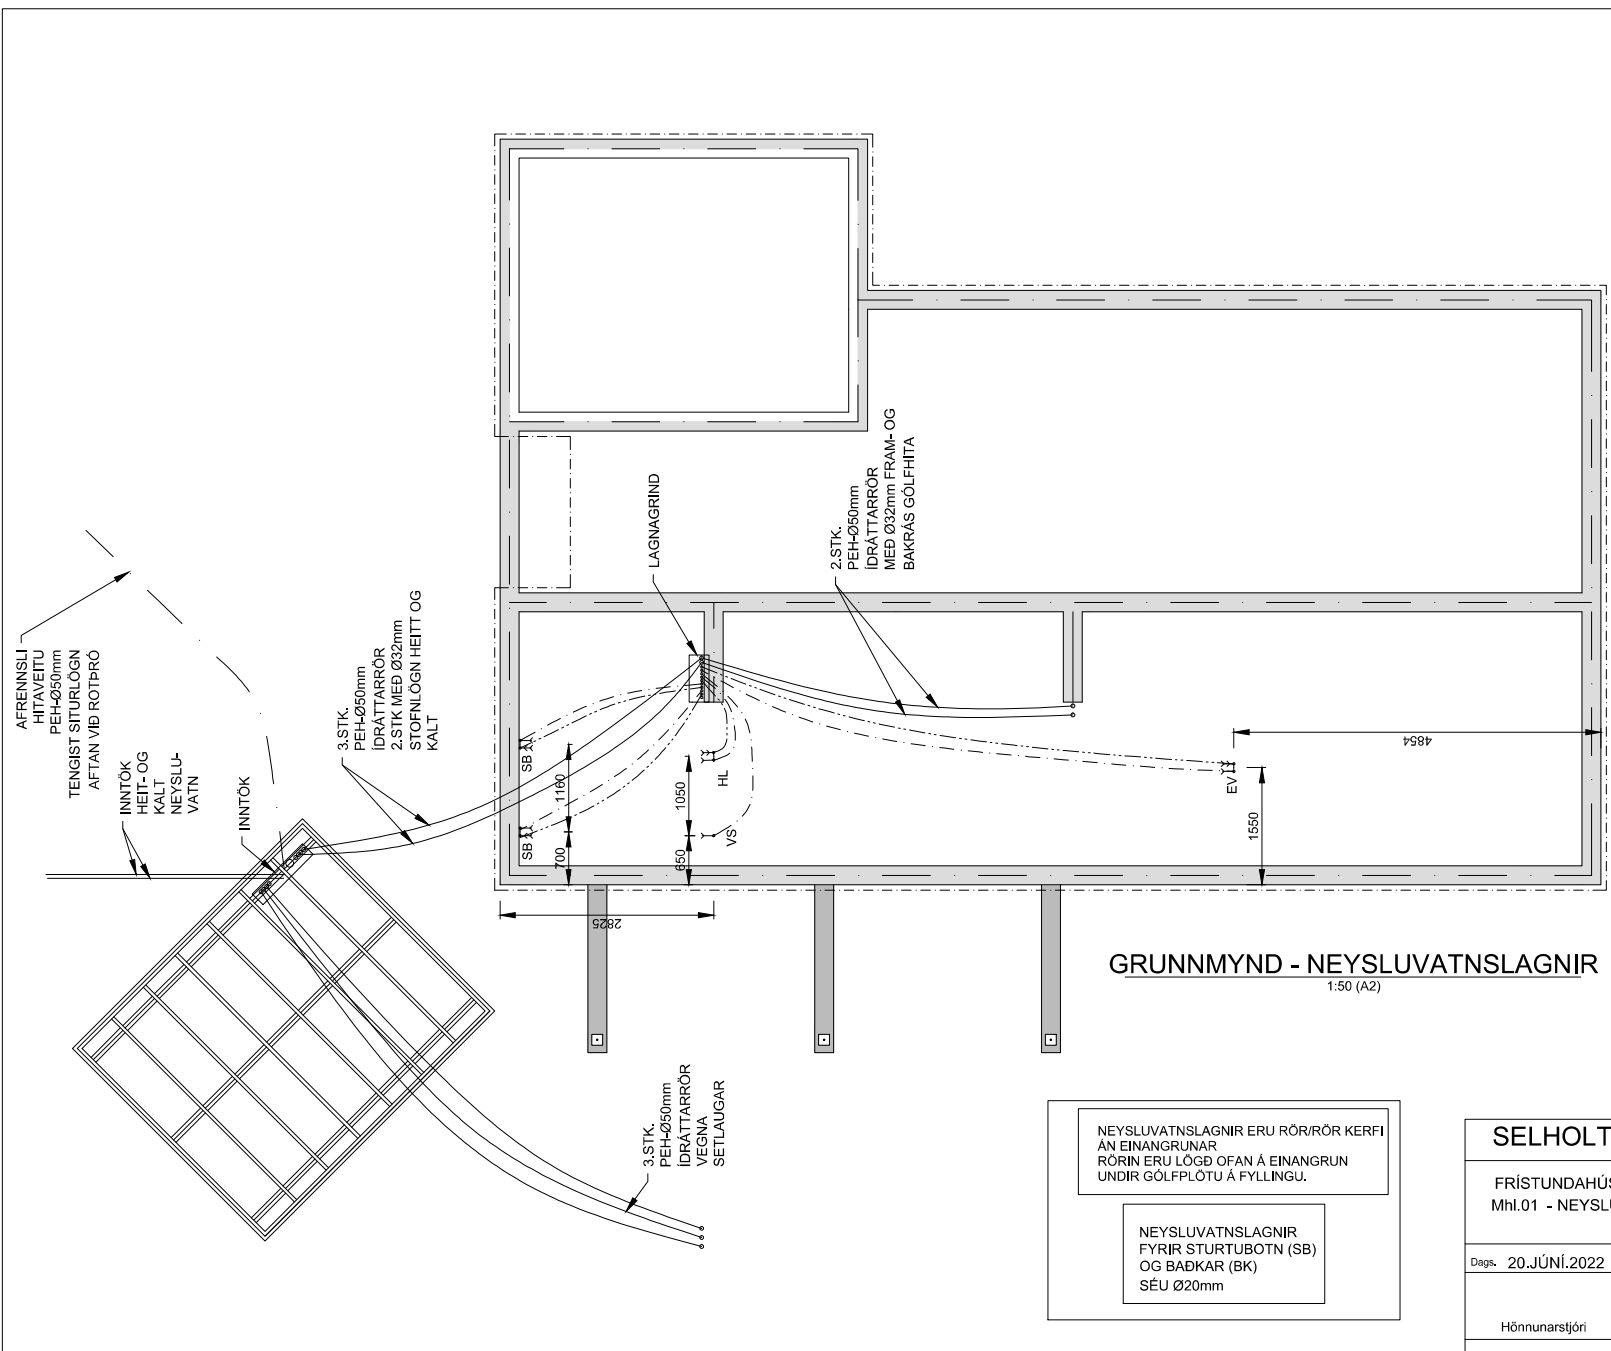 AFRENNSLI
HITAVEITU
PEH-Ø50mm
TENGIST SITURLÖGN
AFTAN VIÐ ROTÞRÓ
INNTÖK
HEIT- OG
KALT
NEYSLU-
VATN
INNTÖK
3.STK.
PEH-Ø50mm
ÍDRÁTTARRÖR
2.STK MEÐ Ø32mm
STOFNLÖGN HEITT OG
KALT
LAGNAGRIND
2.STK.
PEH-Ø50mm
ÍDRÁTTARRÖR
MEÐ Ø32mm FRAM- OG
BAKRÁS GÓLFHITA
SB
1160
SB
700
1050
650
HL
VS
EV
4854
1550
2825
GRUNNMYND - NEYSLUVATNSLAGNIR
1:50 (A2)
3.STK.
PEH-Ø50mm
ÍDRÁTTARRÖR
VEGNA
SETLAUGAR
NEYSLUVATNSLAGNIR ERU RÖR/RÖR KERFI
ÁN EINANGRUNAR
RÖRIN ERU LÖGÐ OFAN Á EINANGRUN
UNDIR GÓLFPLÖTU Á FYLLINGU.
NEYSLUVATNSLAGNIR
FYRIR STURTUBOTN (SB)
OG BAÐKAR (BK)
SÉU Ø20mm
SELHOLT
FRÍSTUNDAHÚS
Mhl.01 - NEYSLU
Dags. 20.JÚNÍ.2022
Hönnunarstjóri